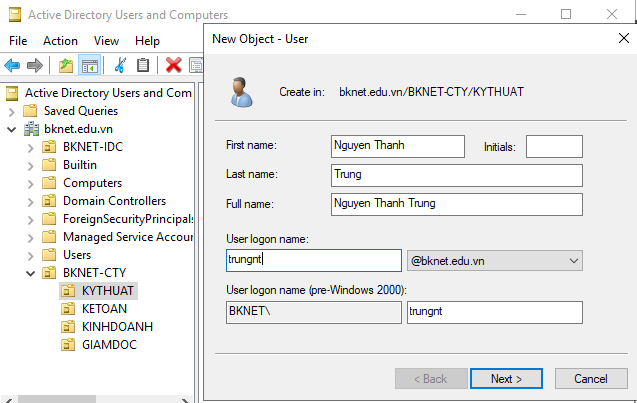 Active Directory Users and Computers
File Action View Help
Active Directory Users and Com
Saved Queries
bknet.edu.vn
BKNET-IDC
Builtin
Computers
Domain Controllers
ForeignSecurityPrincipals
Managed Service Accour
Users
BKNET-CTY
KYTHUAT
KETOAN
KINHDOANH
GIAMDOC
New Object - User
Create in: bknet.edu.vn/BKNET-CTY/KYTHUAT
First name: Nguyen Thanh Initials:
Last name: Trung
Full name: Nguyen Thanh Trung
User logon name:
trungnt @bknet.edu.vn
User logon name (pre-Windows 2000):
BKNET\ trungnt
< Back Next > Cancel